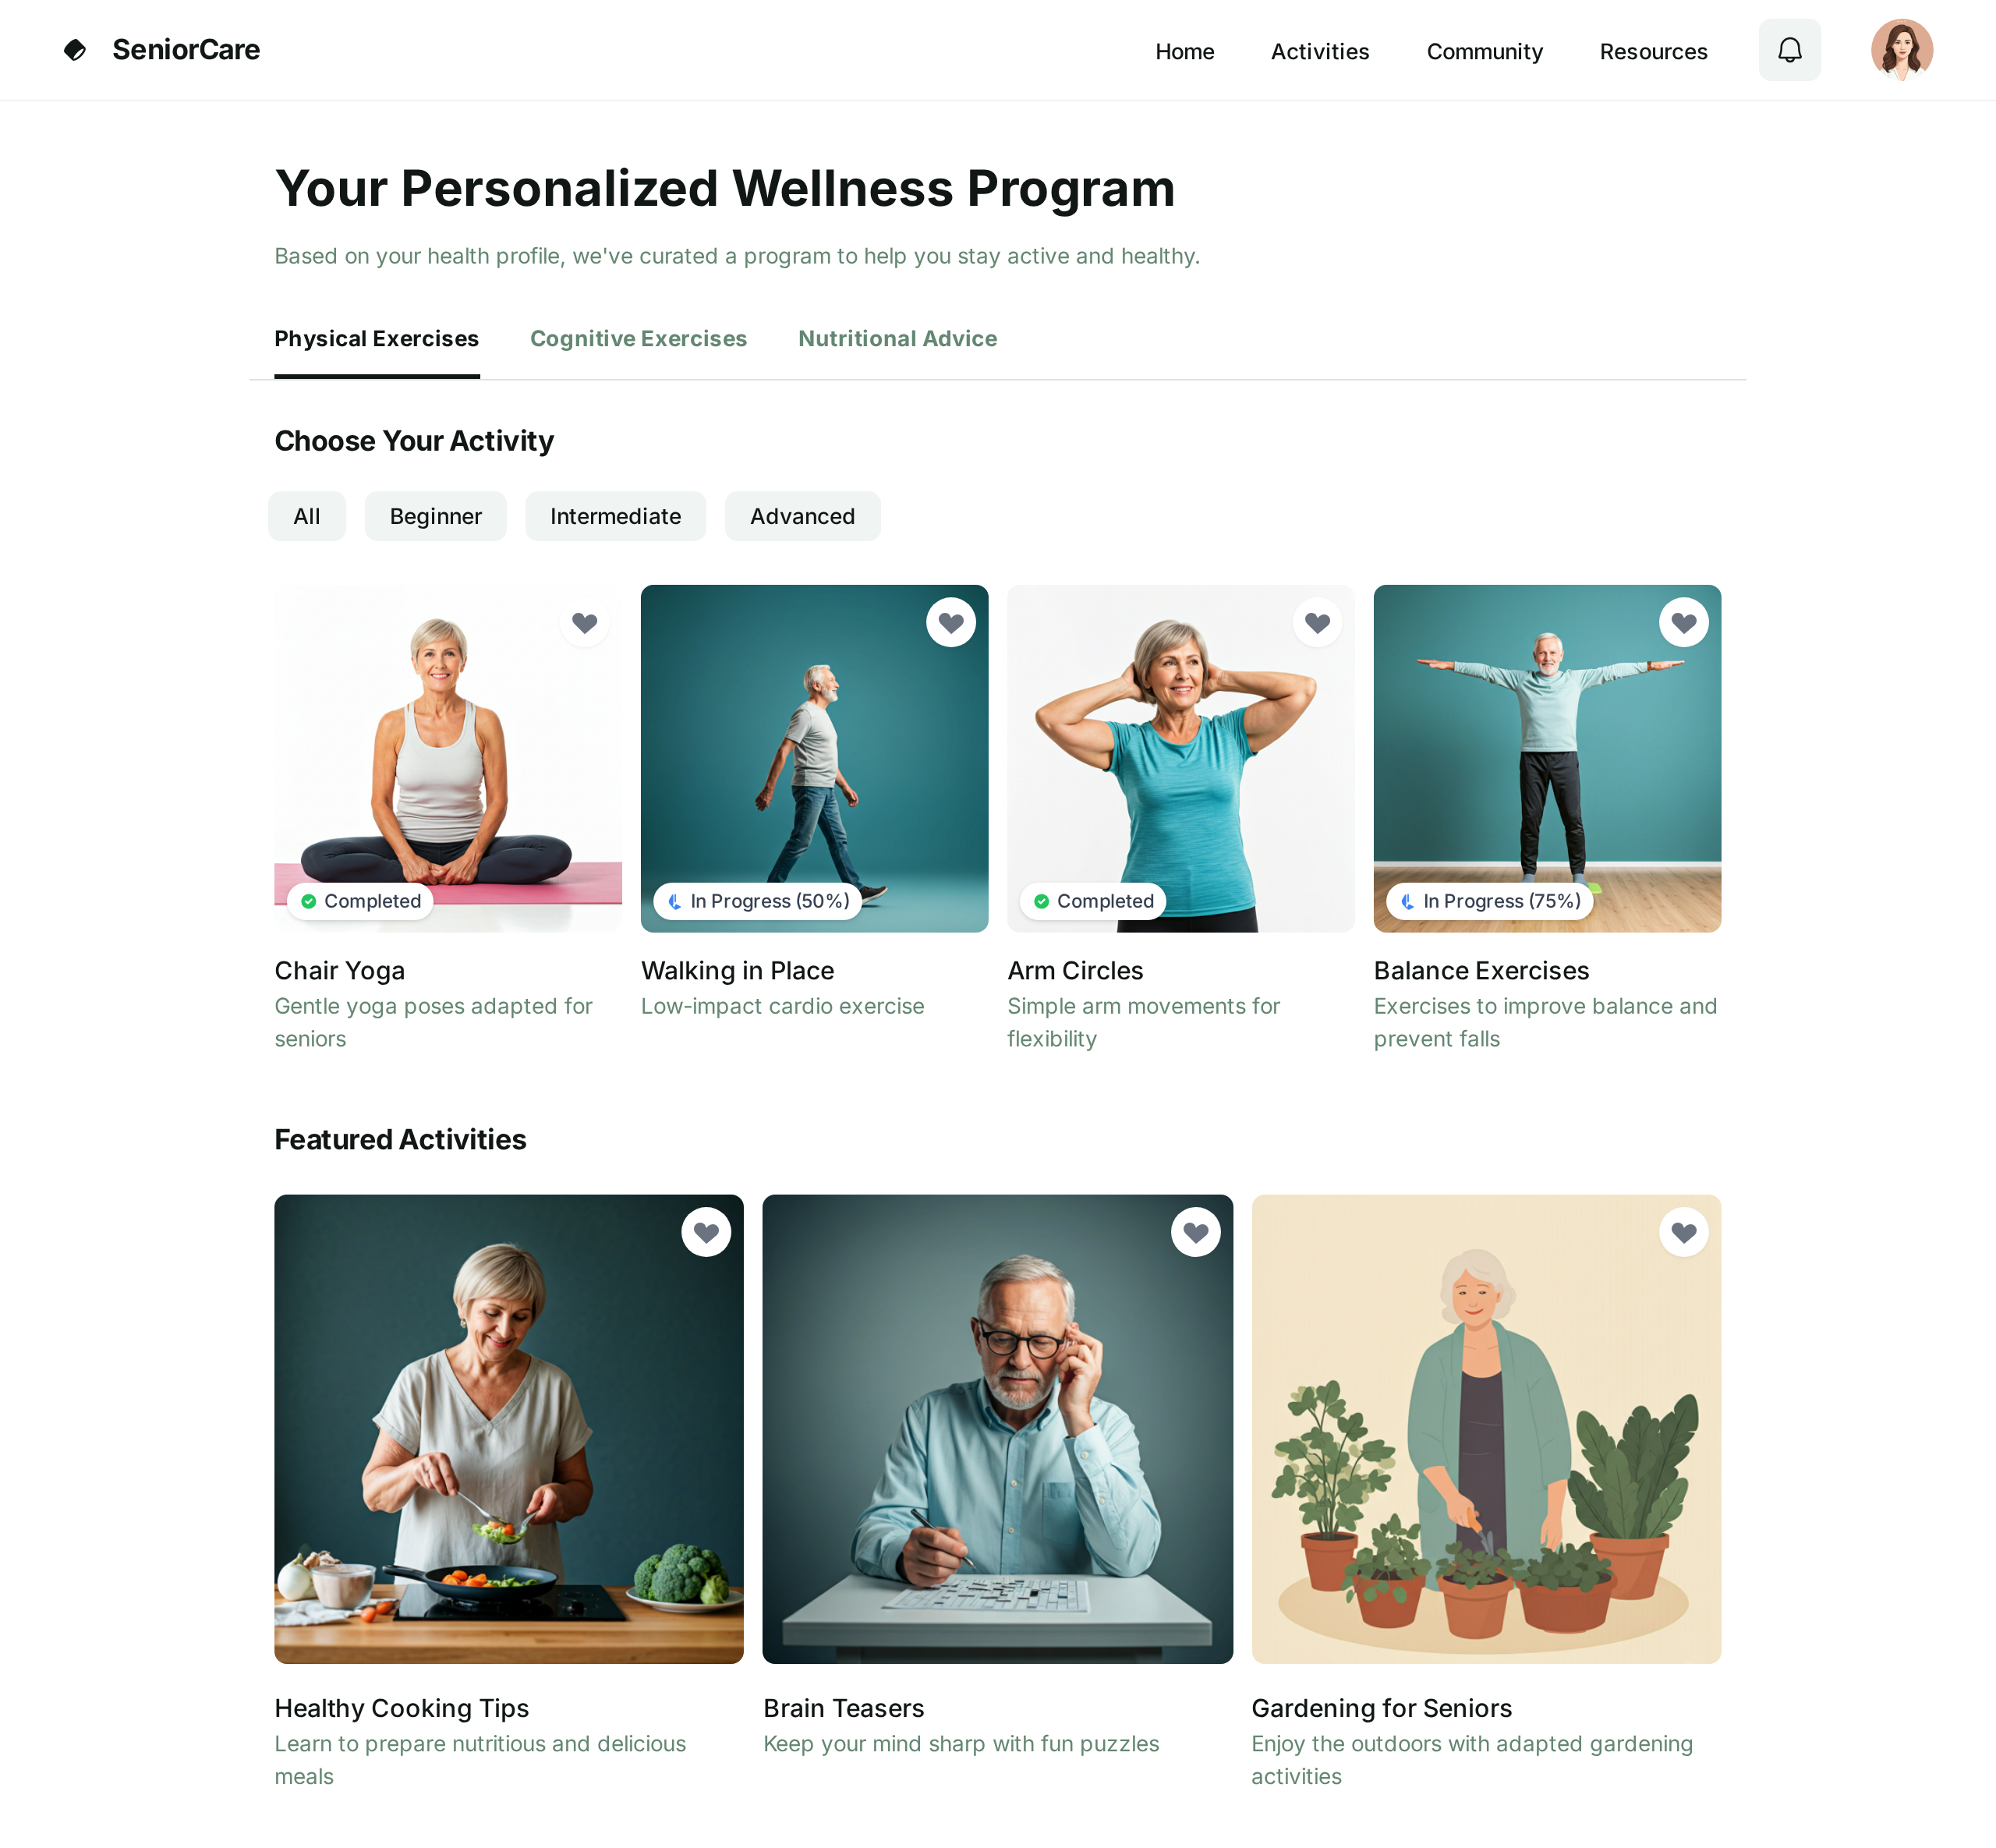 SeniorCare
Home
Activities
Community
Resources
Your Personalized Wellness Program
Based on your health profile, we've curated a program to help you stay active and healthy.
Physical Exercises
Cognitive Exercises
Nutritional Advice
Choose Your Activity
All
Beginner
Intermediate
Advanced
Completed
In Progress (50%)
Completed
In Progress (75%)
Chair Yoga
Gentle yoga poses adapted for
seniors
Walking in Place
Low-impact cardio exercise
Arm Circles
Simple arm movements for
flexibility
Balance Exercises
Exercises to improve balance and
prevent falls
Featured Activities
Healthy Cooking Tips
Learn to prepare nutritious and delicious
meals
Brain Teasers
Keep your mind sharp with fun puzzles
Gardening for Seniors
Enjoy the outdoors with adapted gardening
activities